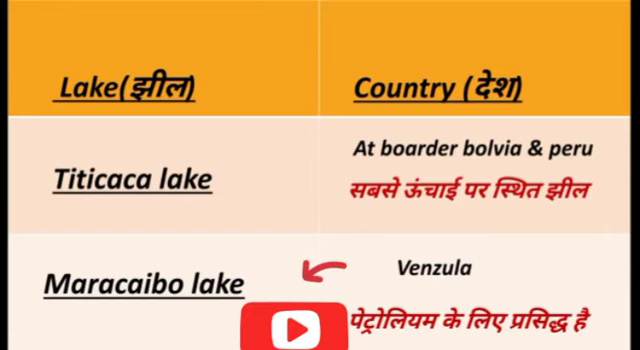 Lake(झील)
Country (देश)
Titicaca lake
At boarder bolvia & peru
सबसे ऊंचाई पर स्थित झील
Maracaibo lake
Venzula
पेट्रोलियम के लिए प्रसिद्ध है